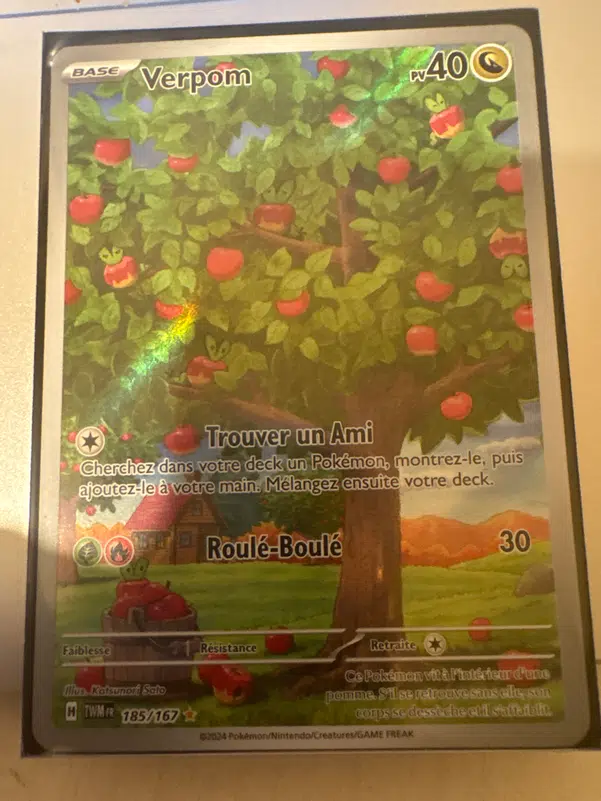 BASE Verpom PV 40
Trouver un Ami
Cherchez dans votre deck un Pokémon, montrez-le, puis
ajoutez-le à votre main. Mélangez ensuite votre deck.
Roulé-Boulé 30
Faiblesse Résistance Retraite
Ce Pokémon vit à l'intérieur d'une
pomme. S'il se retrouve sans elle, son
corps se dessèche et il s'affaiblit.
Illus. Katsunori Sato
H TWM FR 185/167
©2024 Pokémon/Nintendo/Creatures/GAME FREAK